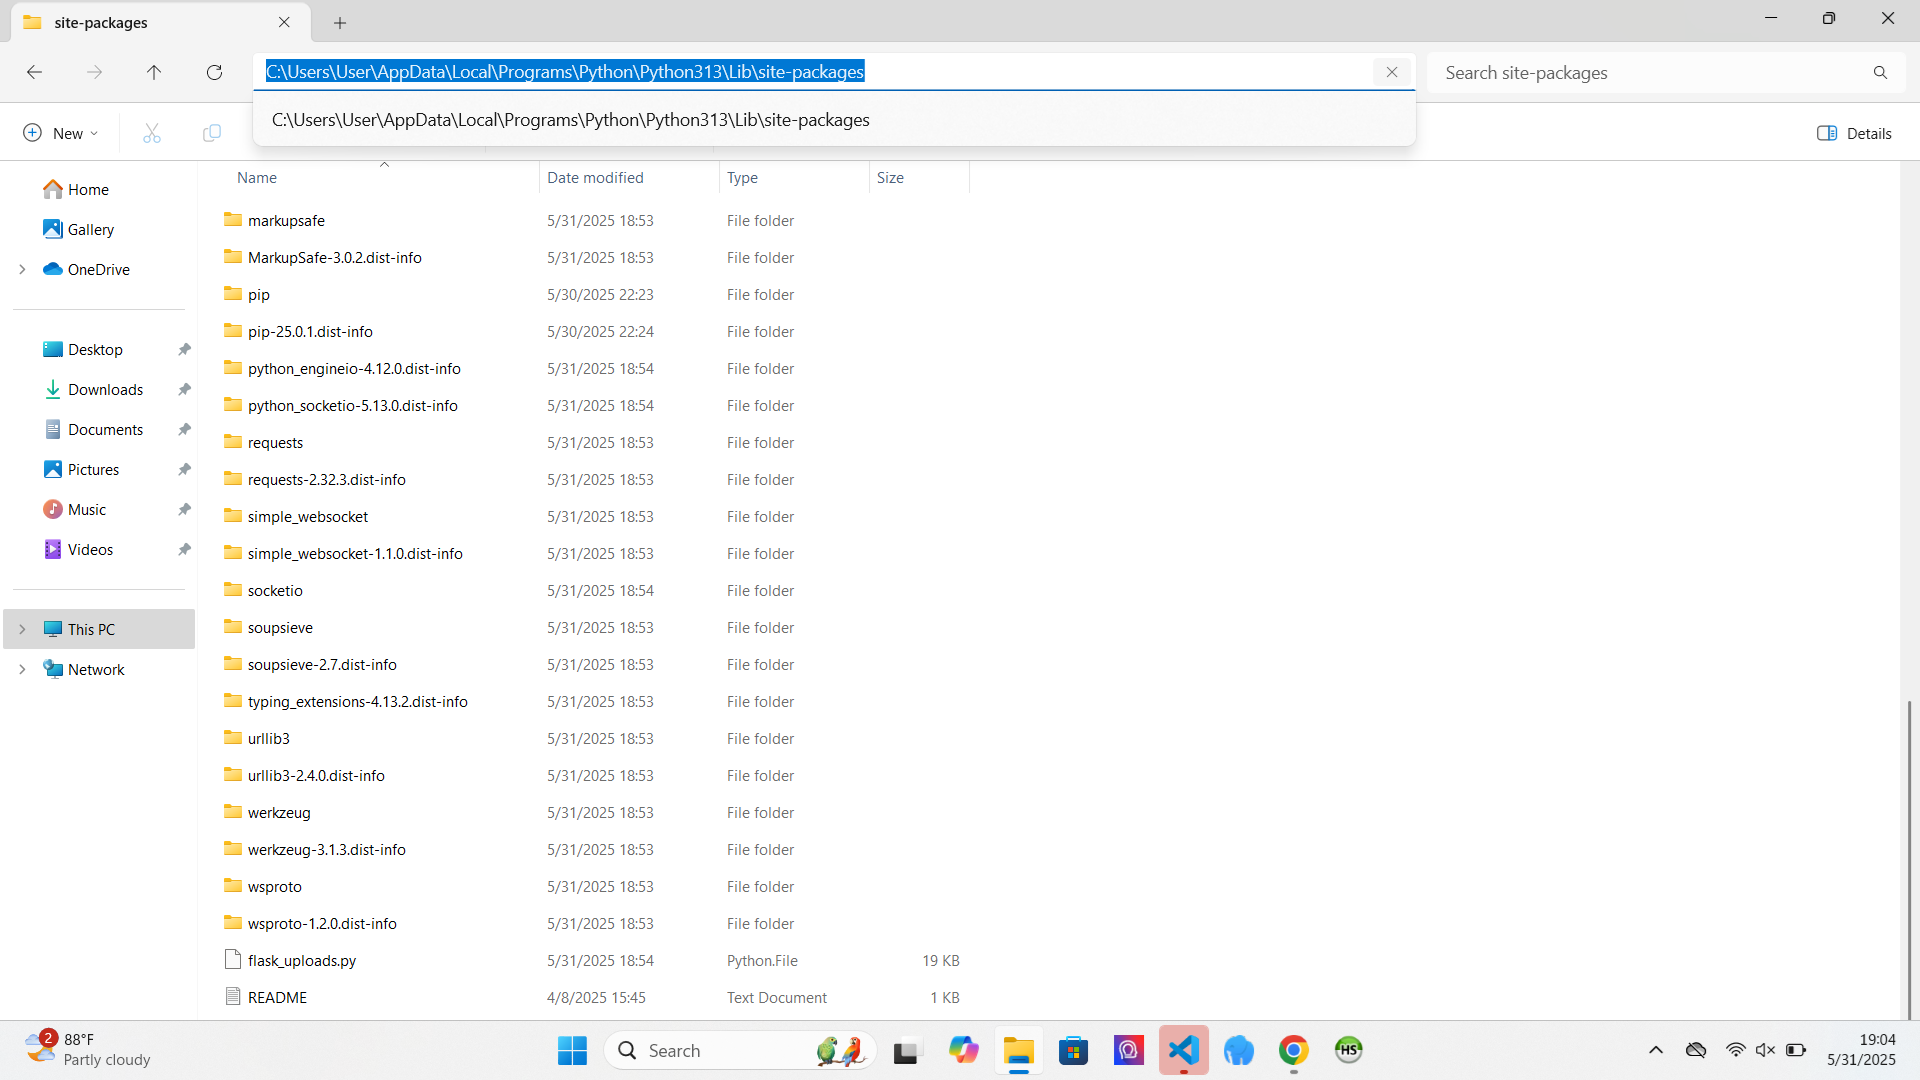 site-packages
C:\Users\User\AppData\Local\Programs\Python\Python313\Lib\site-packages
Search site-packages
C:\Users\User\AppData\Local\Programs\Python\Python313\Lib\site-packages
New
Details
Home
Gallery
OneDrive
Desktop
Downloads
Documents
Pictures
Music
Videos
This PC
Network
Name Date modified Type Size
markupsafe 5/31/2025 18:53 File folder
MarkupSafe-3.0.2.dist-info 5/31/2025 18:53 File folder
pip 5/30/2025 22:23 File folder
pip-25.0.1.dist-info 5/30/2025 22:24 File folder
python_engineio-4.12.0.dist-info 5/31/2025 18:54 File folder
python_socketio-5.13.0.dist-info 5/31/2025 18:54 File folder
requests 5/31/2025 18:53 File folder
requests-2.32.3.dist-info 5/31/2025 18:53 File folder
simple_websocket 5/31/2025 18:53 File folder
simple_websocket-1.1.0.dist-info 5/31/2025 18:53 File folder
socketio 5/31/2025 18:54 File folder
soupsieve 5/31/2025 18:53 File folder
soupsieve-2.7.dist-info 5/31/2025 18:53 File folder
typing_extensions-4.13.2.dist-info 5/31/2025 18:53 File folder
urllib3 5/31/2025 18:53 File folder
urllib3-2.4.0.dist-info 5/31/2025 18:53 File folder
werkzeug 5/31/2025 18:53 File folder
werkzeug-3.1.3.dist-info 5/31/2025 18:53 File folder
wsproto 5/31/2025 18:53 File folder
wsproto-1.2.0.dist-info 5/31/2025 18:53 File folder
flask_uploads.py 5/31/2025 18:54 Python.File 19 KB
README 4/8/2025 15:45 Text Document 1 KB
2
88°F
Partly cloudy
Search
HS
19:04
5/31/2025